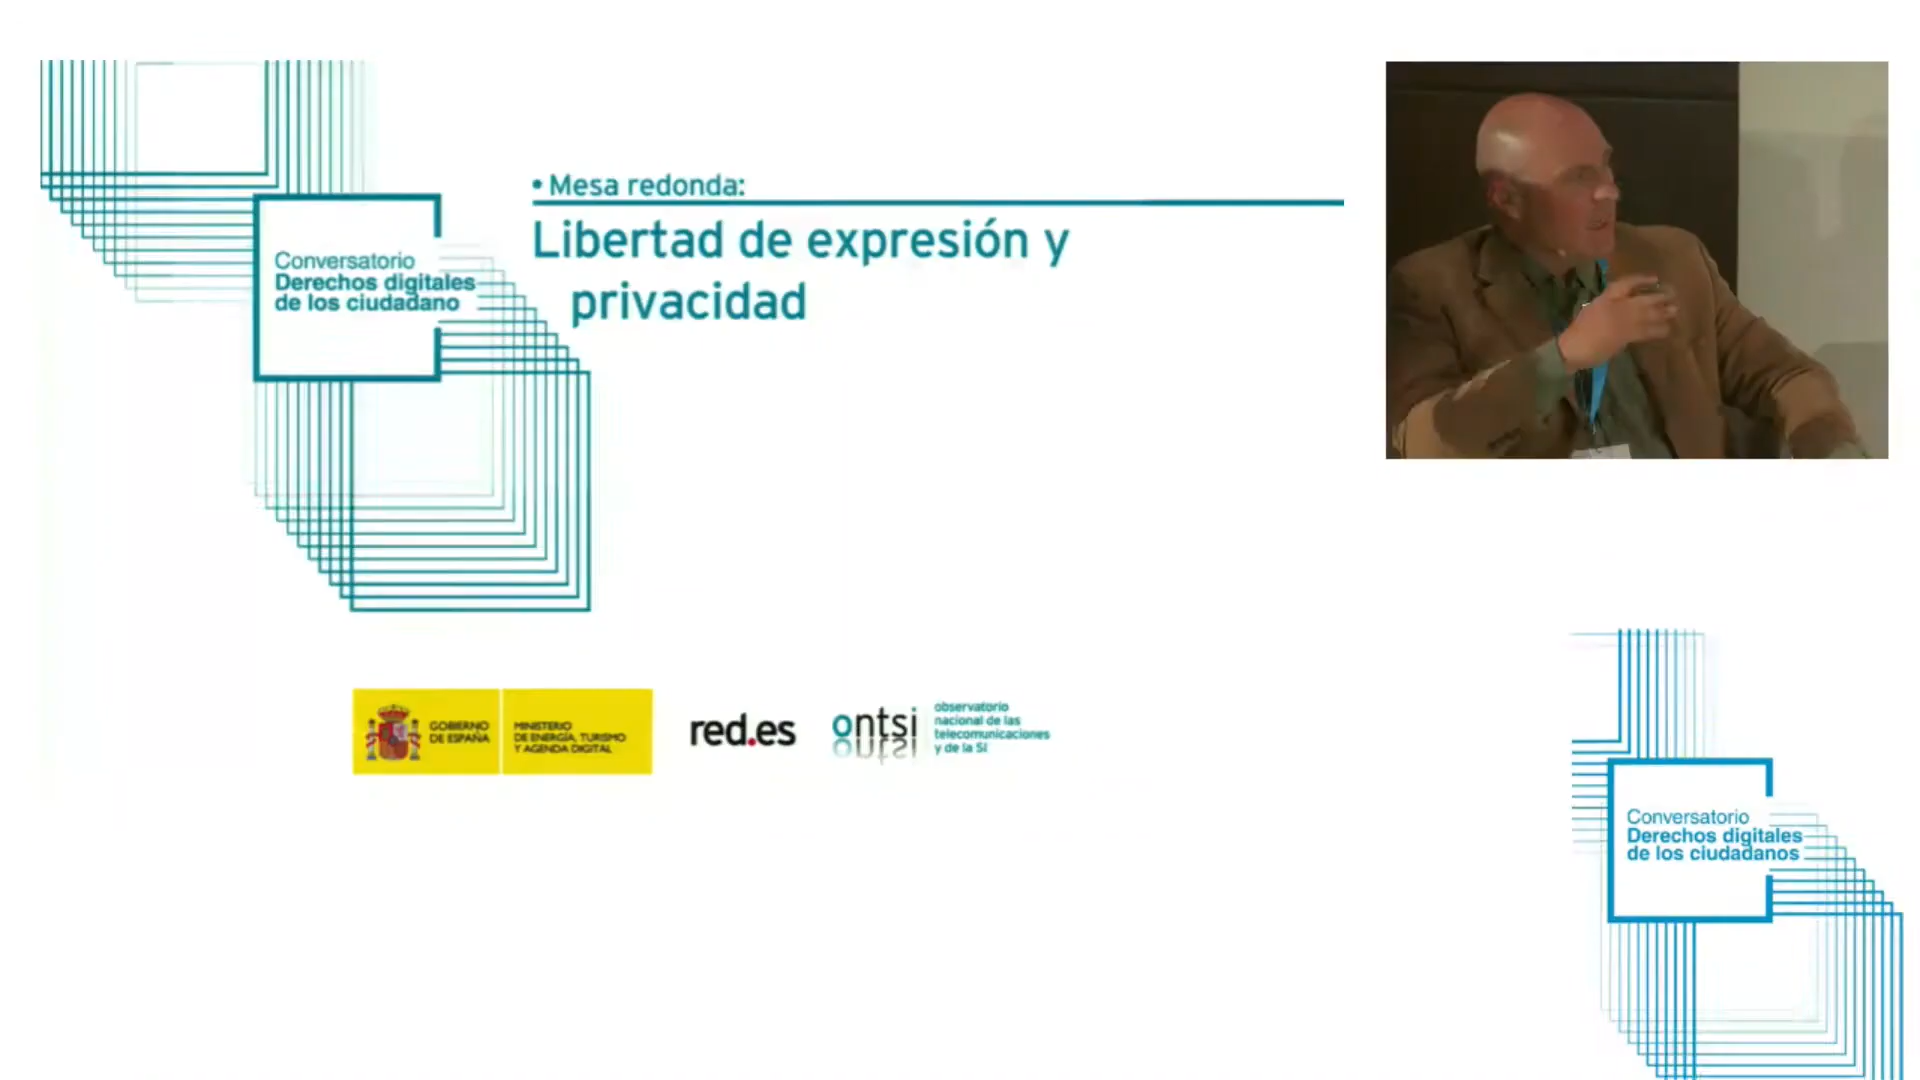 • Mesa redonda:
Libertad de expresión y
privacidad
Conversatorio
Derechos digitales
de los ciudadano
GOBIERNO
DE ESPAÑA
MINISTERIO
DE ENERGÍA, TURISMO
Y AGENDA DIGITAL
red.es
ontsi
observatorio
nacional de las
telecomunicaciones
y de la SI
Conversatorio
Derechos digitales
de los ciudadanos